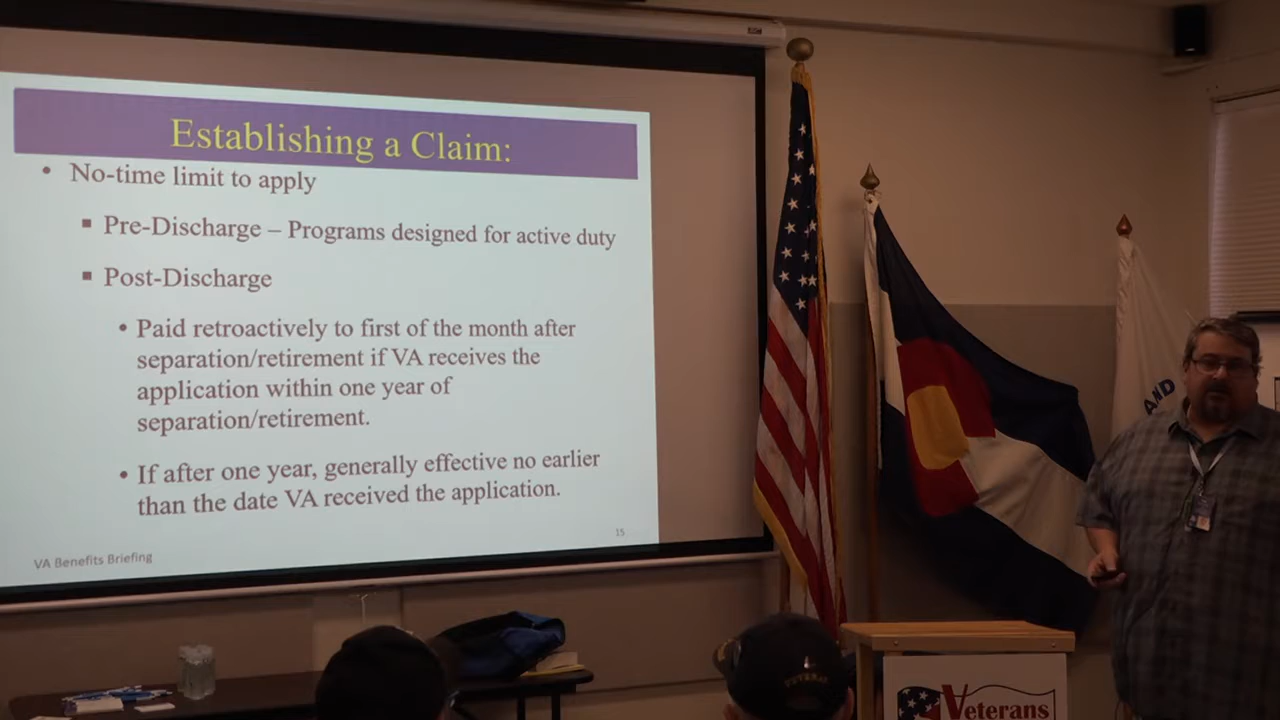 Establishing a Claim:
• No-time limit to apply
▪ Pre-Discharge – Programs designed for active duty
▪ Post-Discharge
• Paid retroactively to first of the month after
separation/retirement if VA receives the
application within one year of
separation/retirement.
• If after one year, generally effective no earlier
than the date VA received the application.
15
VA Benefits Briefing
AND
VETERAN
Veterans